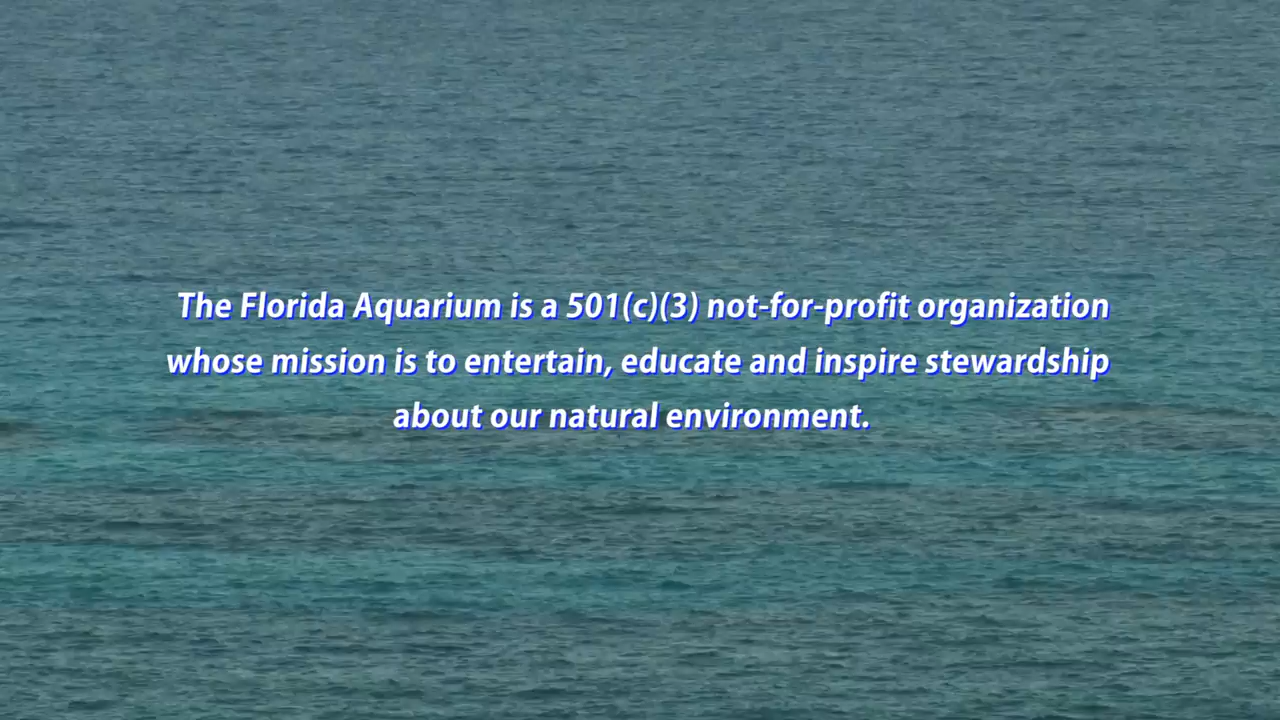 The Florida Aquarium is a 501(c)(3) not-for-profit organization
whose mission is to entertain, educate and inspire stewardship
about our natural environment.